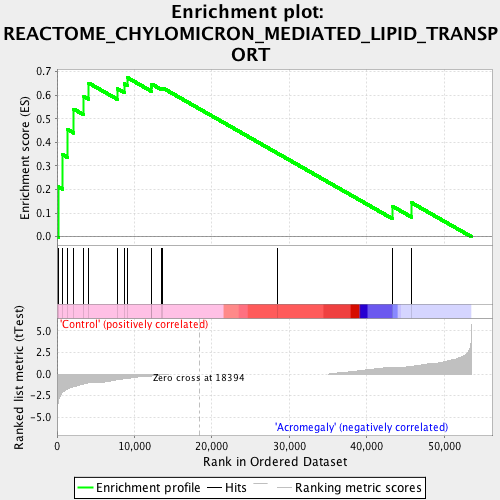 Enrichment plot:
REACTOME_CHYLOMICRON_MEDIATED_LIPID_TRANSP
ORT
Enrichment score (ES)
0.7
0.6
0.5
0.4
0.3
0.2
0.1
0.0
Ranked list metric (tTest)
5.0
2.5
0.0
-2.5
-5.0
'Control' (positively correlated)
Zero cross at 18394
'Acromegaly' (negatively correlated)
0
10,000
20,000
30,000
40,000
50,000
Rank in Ordered Dataset
Enrichment profile
Hits
Ranking metric scores